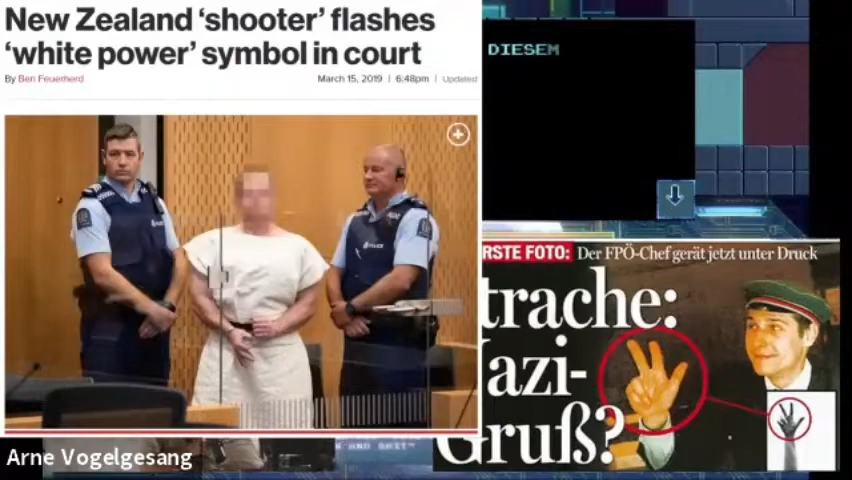 New Zealand ‘shooter’ flashes
‘white power’ symbol in court
By Ben Feuerherd
March 15, 2019 | 6:48pm | Updated
DIESEM
RSTE FOTO: Der FPÖ-Chef gerät jetzt unter Druck
trache:
azi-
Gruß?
POLICE
Arne Vogelgesang